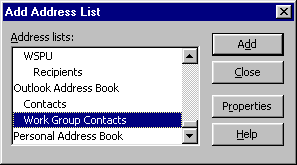 Add Address List
Address lists:
WSPU
Recipients
Outlook Address Book
Contacts
Work Group Contacts
Personal Address Book
Add
Close
Properties
Help